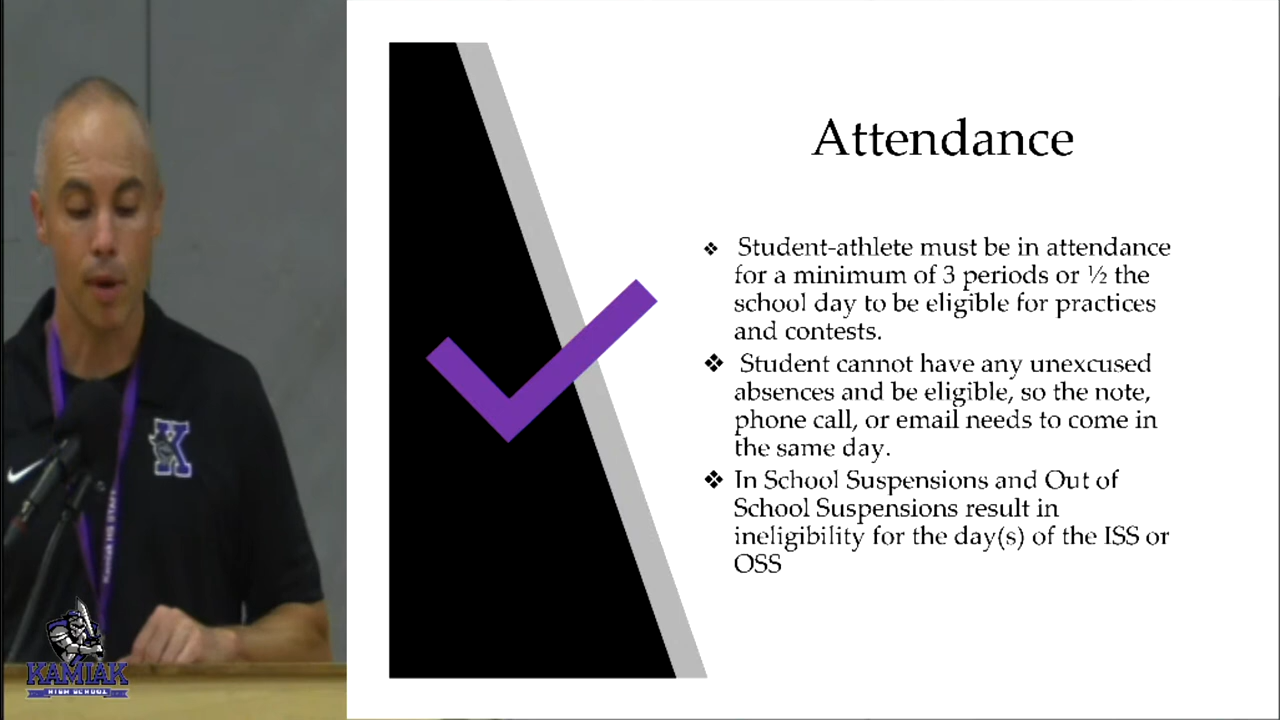 Attendance
❖ Student-athlete must be in attendance
for a minimum of 3 periods or ½ the
school day to be eligible for practices
and contests.
❖ Student cannot have any unexcused
absences and be eligible, so the note,
phone call, or email needs to come in
the same day.
❖ In School Suspensions and Out of
School Suspensions result in
ineligibility for the day(s) of the ISS or
OSS
K
KAMIAK
HIGH SCHOOL